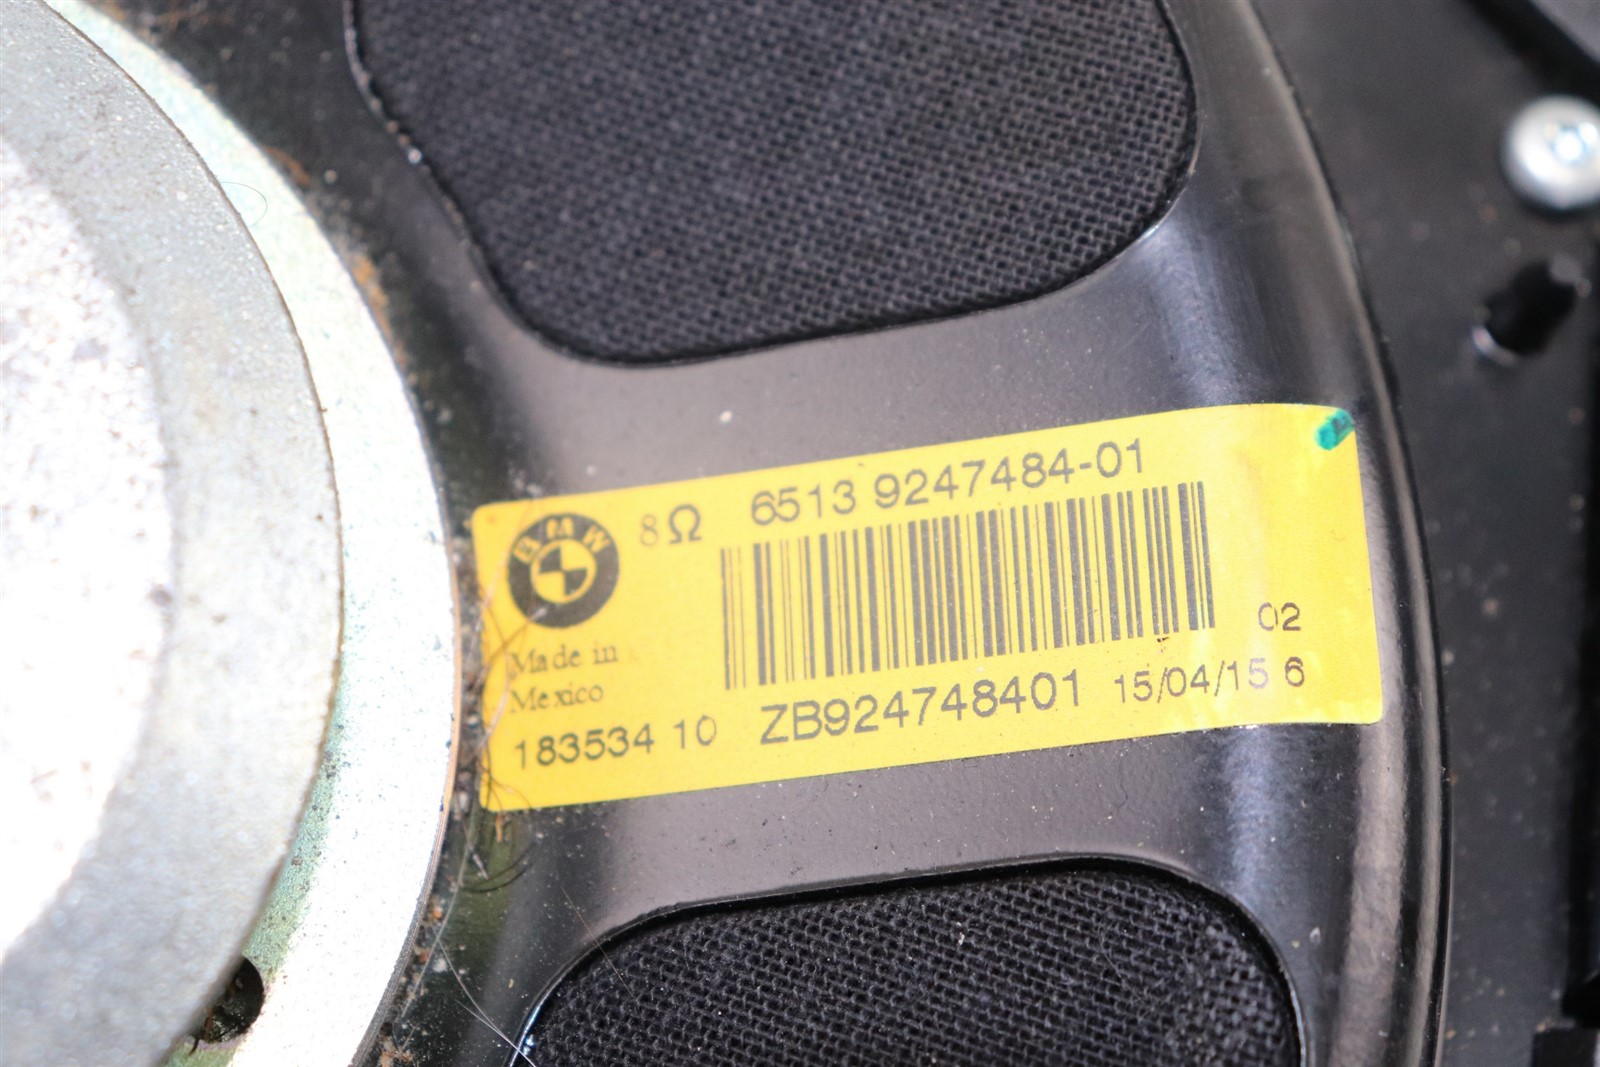 BMW
8Ω 6513 9247484-01
Made in
Mexico
02
183534 10 ZB924748401 15/04/15 6